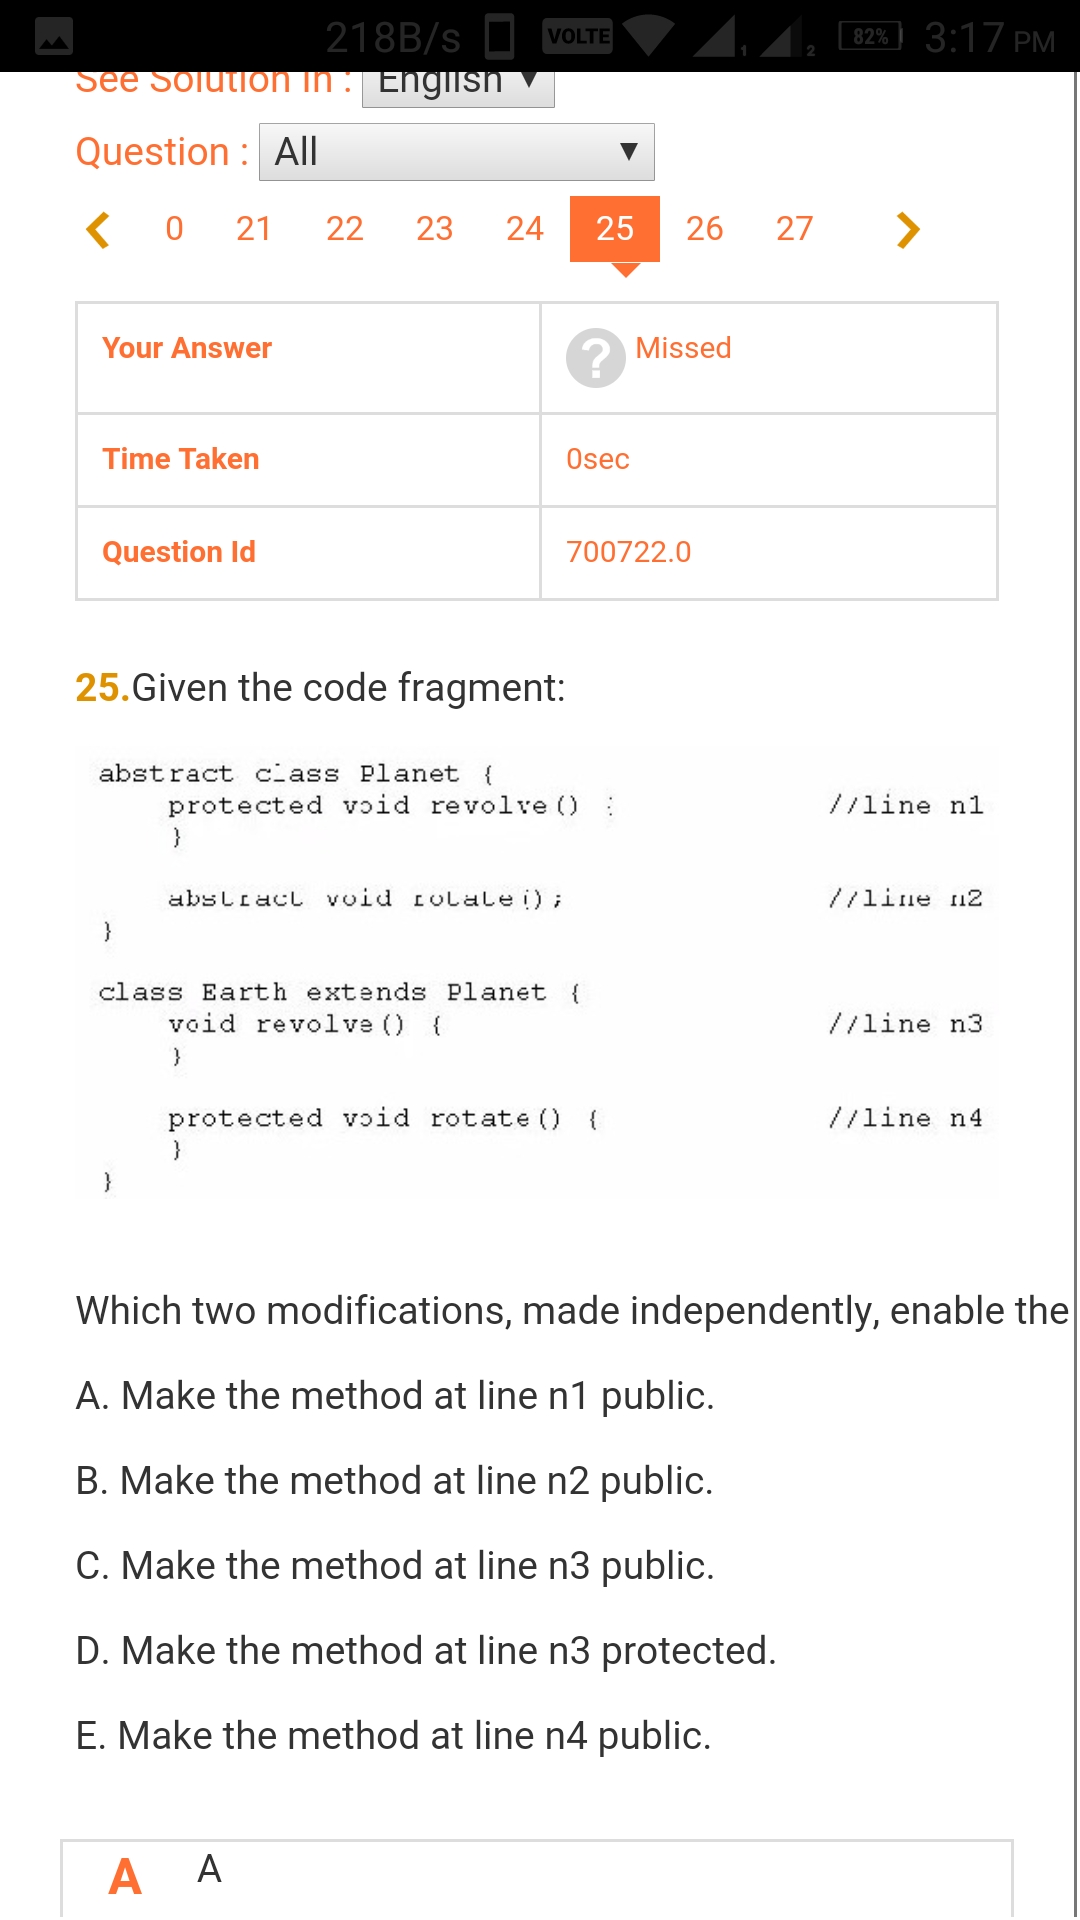 218B/s VOLTE 1 2 82% 3:17 PM
See Solution In : English
Question : All
0 21 22 23 24 25 26 27
Your Answer ? Missed
Time Taken 0sec
Question Id 700722.0
25.Given the code fragment:
abstract class Planet {
protected void revolve() { //line n1
}
abstract void rotate(); //line n2
}
class Earth extends Planet {
void revolve() { //line n3
}
protected void rotate() { //line n4
}
}
Which two modifications, made independently, enable the
A. Make the method at line n1 public.
B. Make the method at line n2 public.
C. Make the method at line n3 public.
D. Make the method at line n3 protected.
E. Make the method at line n4 public.
A A